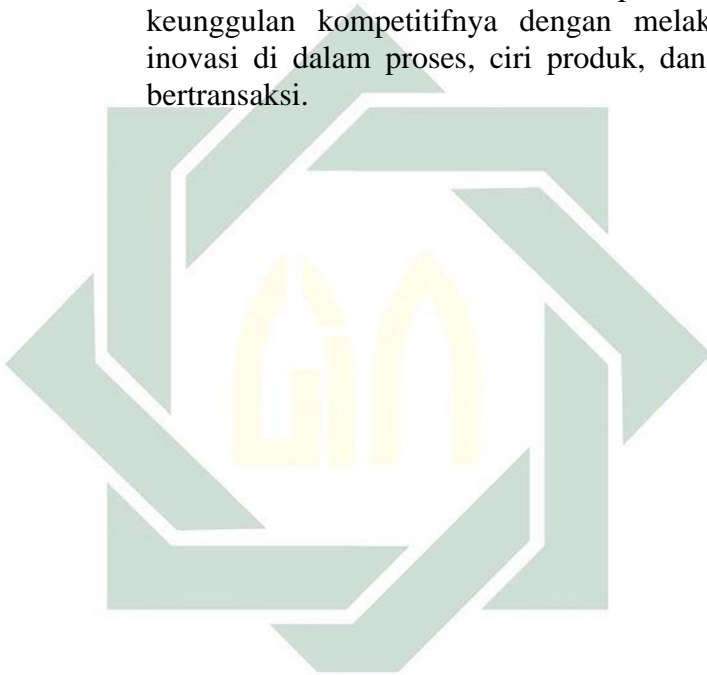 keunggulan kompetitifnya dengan melak
inovasi di dalam proses, ciri produk, dan
bertransaksi.